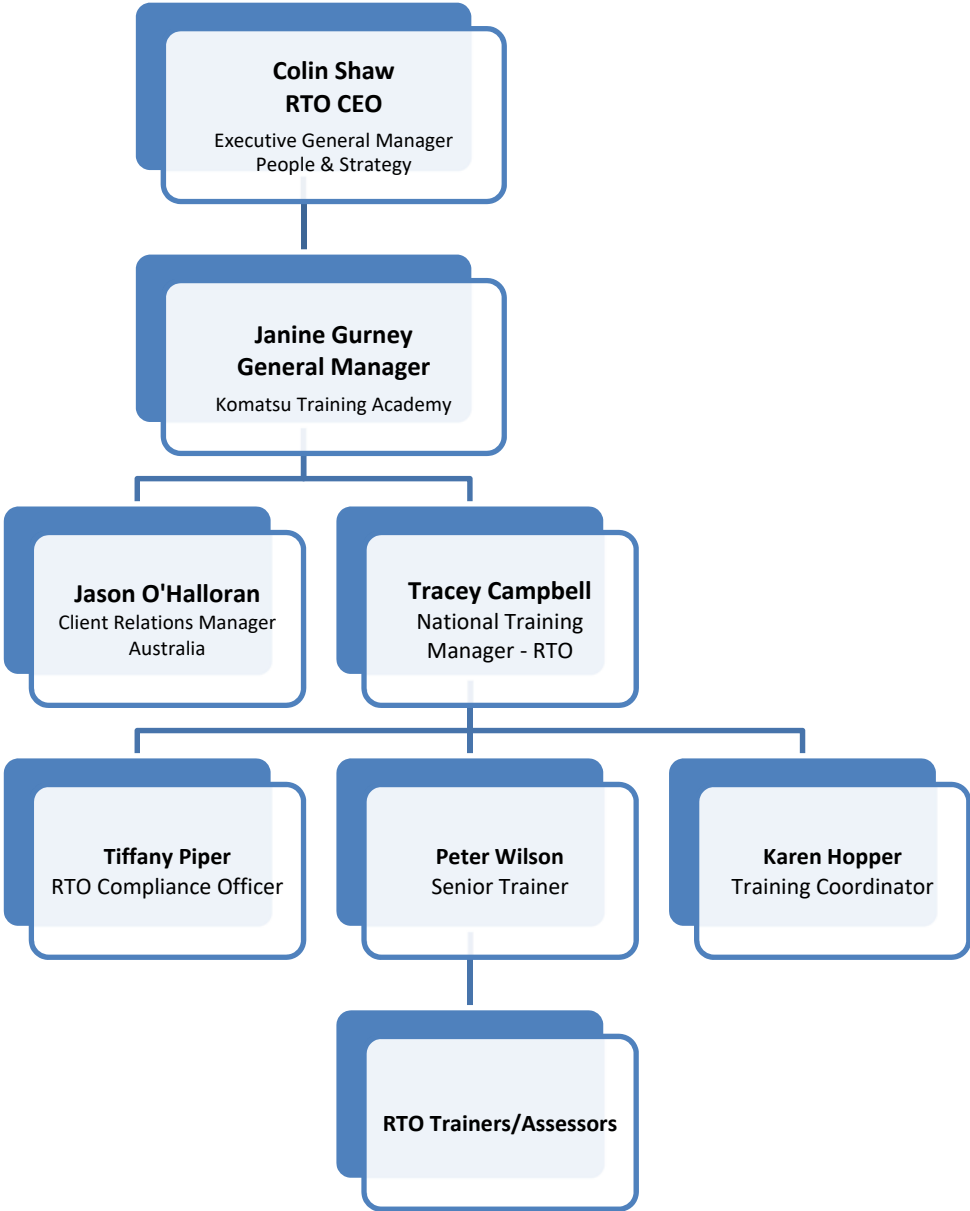 Colin Shaw
RTO CEO
Executive General Manager
People & Strategy
Janine Gurney
General Manager
Komatsu Training Academy
Jason O'Halloran
Client Relations Manager
Australia
Tracey Campbell
National Training
Manager - RTO
Tiffany Piper
RTO Compliance Officer
Peter Wilson
Senior Trainer
Karen Hopper
Training Coordinator
RTO Trainers/Assessors